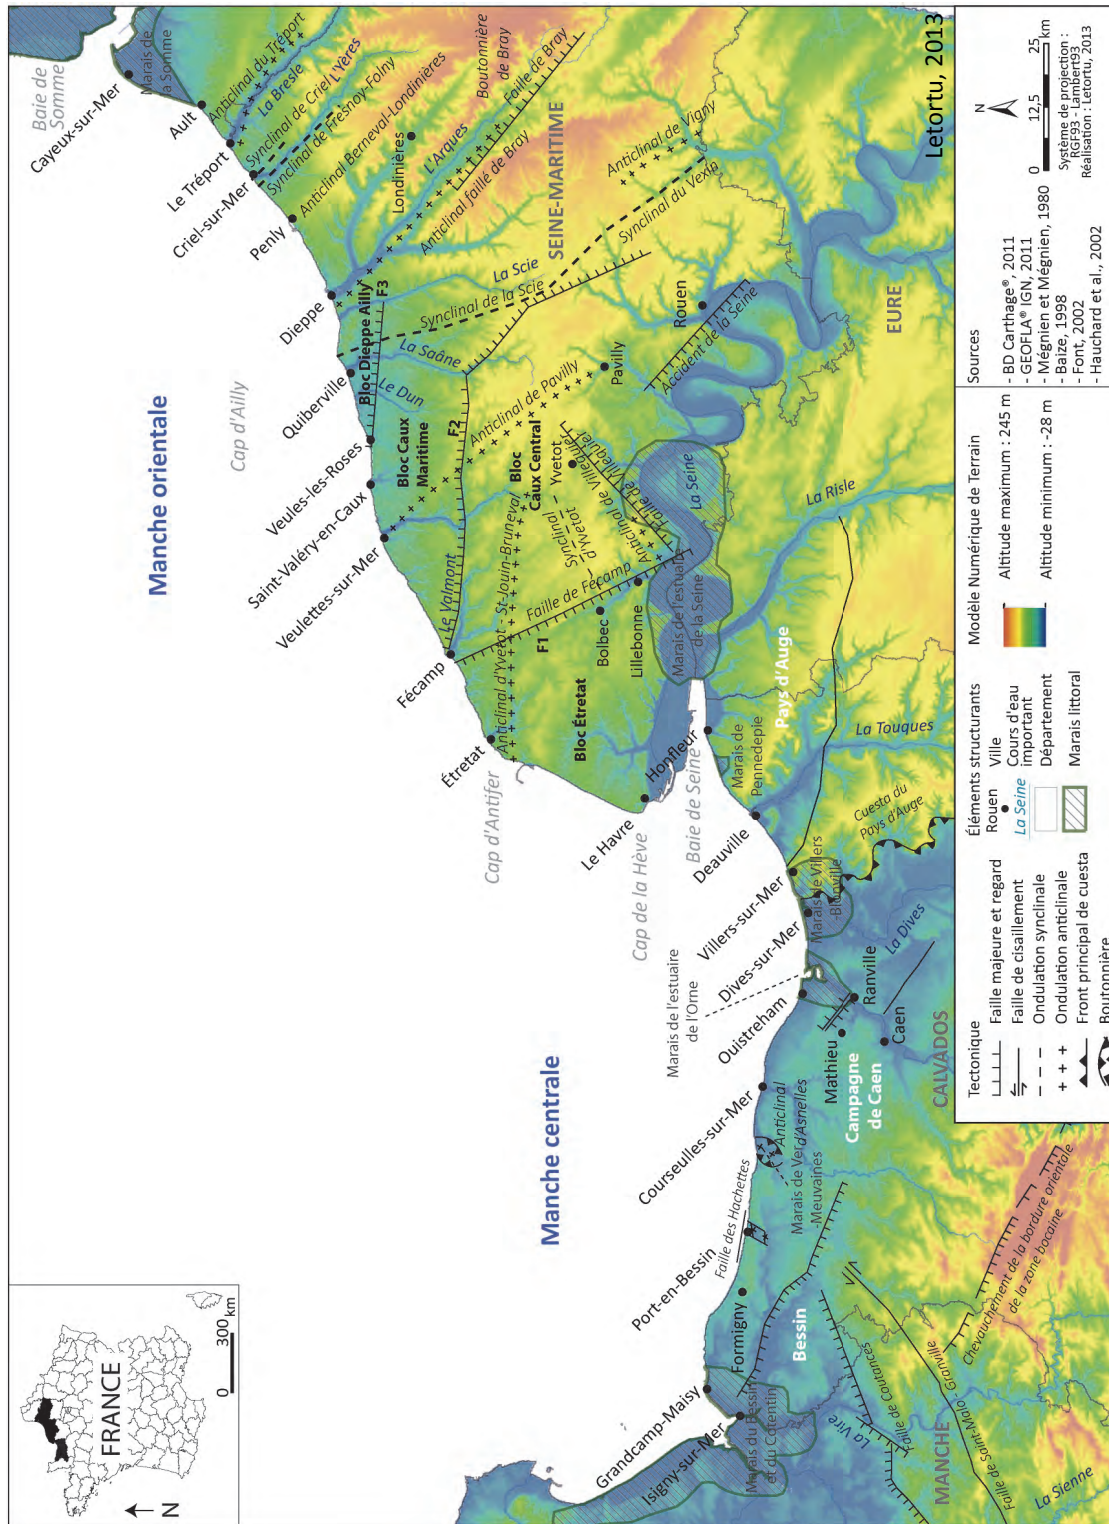 FRANCE
N
0
300
km
Manche orientale
Manche centrale
Baie de
Somme
Cayeux-sur-Mer
Marais de
la Somme
Ault
Le Tréport
Criel-sur-Mer
Penly
Dieppe
Quiberville
Veules-les-Roses
Saint-Valéry-en-Caux
Veulettes-sur-Mer
Fécamp
Étretat
Le Havre
Honfleur
Deauville
Villers-sur-Mer
Dives-sur-Mer
Ouistreham
Courseulles-sur-Mer
Port-en-Bessin
Grandcamp-Maisy
Isigny-sur-Mer
Cap d'Ailly
Cap d'Antifer
Cap de la Hève
Baie de Seine
Anticlinal du Tréport
La Bresle
Synclinal de Criel L'Yères
Synclinal de Fresnoy-Folny
Anticlinal Berneval-Londinières
Londinières
L'Arques
Boutonnière
de Bray
Faille de Bray
Anticlinal faillé de Bray
SEINE-MARITIME
Anticlinal de Vigny
Synclinal du Vexin
La Scie
Synclinal de la Scie
F3
Bloc Dieppe Ailly
La Saâne
Le Dun
Bloc Caux
Maritime
F2
Anticlinal de Pavilly
Pavilly
Rouen
Accident de la Seine
EURE
Bloc
Caux Central
Yvetot
Synclinal
d'Yvetot
Anticlinal de Villequier
Faille de Villequier
La Seine
Le Valmont
Anticlinal d'Yvetot - St-Jouin-Bruneval
Faille de Fécamp
F1
Bolbec
Lillebonne
Bloc Étretat
Marais de l'estuaire
de la Seine
La Risle
Pays d'Auge
Marais de
Pennedepie
La Touques
Cuesta du
Pays d'Auge
Marais de Villers
-Blonville
La Dives
Marais de l'estuaire
de l'Orne
Ranville
Mathieu
Caen
Campagne
de Caen
CALVADOS
Anticlinal
d'Asnelles
Marais de Ver
-Meuvaines
Faille des Hachettes
Formigny
Bessin
Marais du Bessin
et du Cotentin
La Vire
Faille de Coutances
MANCHE
Faille de Saint-Malo - Granville
Chevauchement de la bordure orientale
de la zone bocaine
La Sienne
Letortu, 2013
Tectonique
Faille majeure et regard
Faille de cisaillement
Ondulation synclinale
Ondulation anticlinale
Front principal de cuesta
Boutonnière
Éléments structurants
Rouen
Ville
La Seine
Cours d'eau
important
Département
Marais littoral
Modèle Numérique de Terrain
Altitude maximum : 245 m
Altitude minimum : -28 m
Sources
- BD Carthage®, 2011
- GEOFLA® IGN, 2011
- Mégnien et Mégnien, 1980
- Baize, 1998
- Font, 2002
- Hauchard et al., 2002
N
0
12,5
25
km
Système de projection :
RGF93 - Lambert93
Réalisation : Letortu, 2013